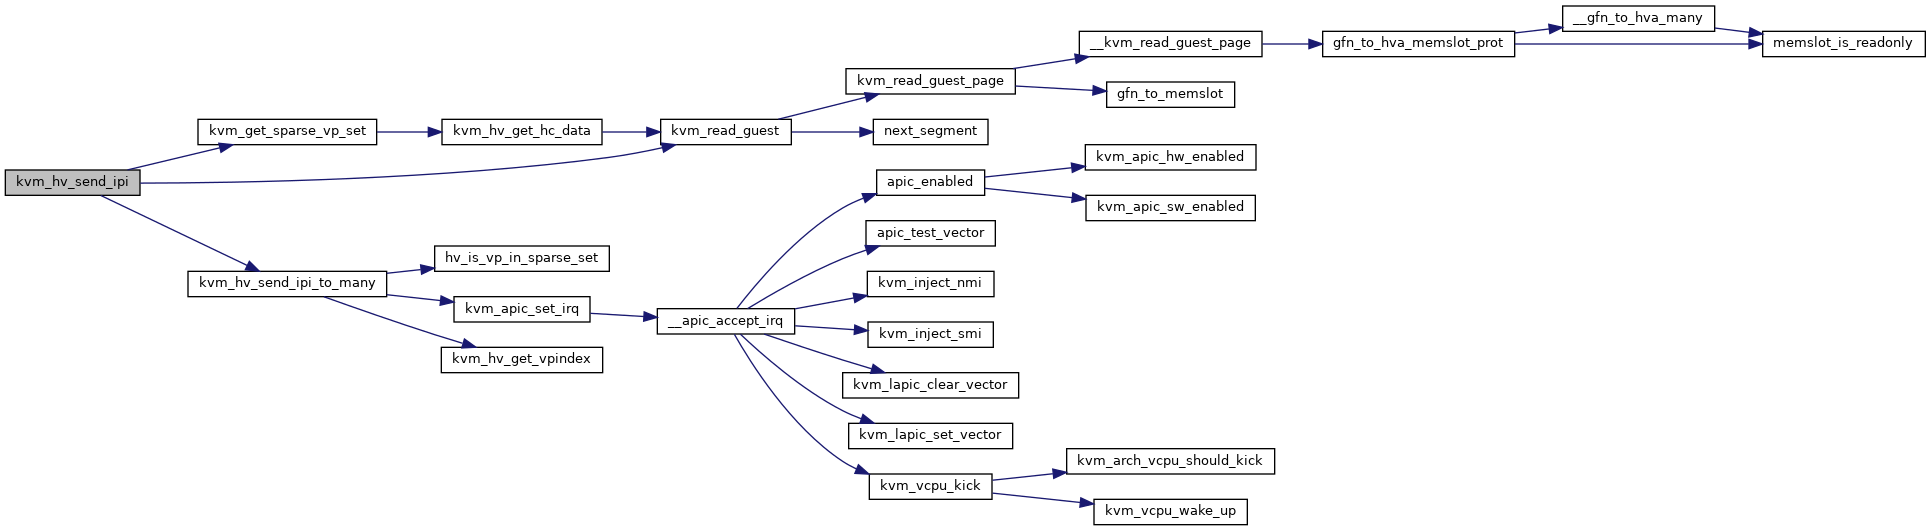 __gfn_to_hva_many
__kvm_read_guest_page
gfn_to_hva_memslot_prot
memslot_is_readonly
kvm_read_guest_page
gfn_to_memslot
kvm_get_sparse_vp_set
kvm_hv_get_hc_data
kvm_read_guest
next_segment
kvm_apic_hw_enabled
kvm_hv_send_ipi
apic_enabled
kvm_apic_sw_enabled
apic_test_vector
hv_is_vp_in_sparse_set
kvm_hv_send_ipi_to_many
kvm_inject_nmi
kvm_apic_set_irq
__apic_accept_irq
kvm_inject_smi
kvm_hv_get_vpindex
kvm_lapic_clear_vector
kvm_lapic_set_vector
kvm_arch_vcpu_should_kick
kvm_vcpu_kick
kvm_vcpu_wake_up